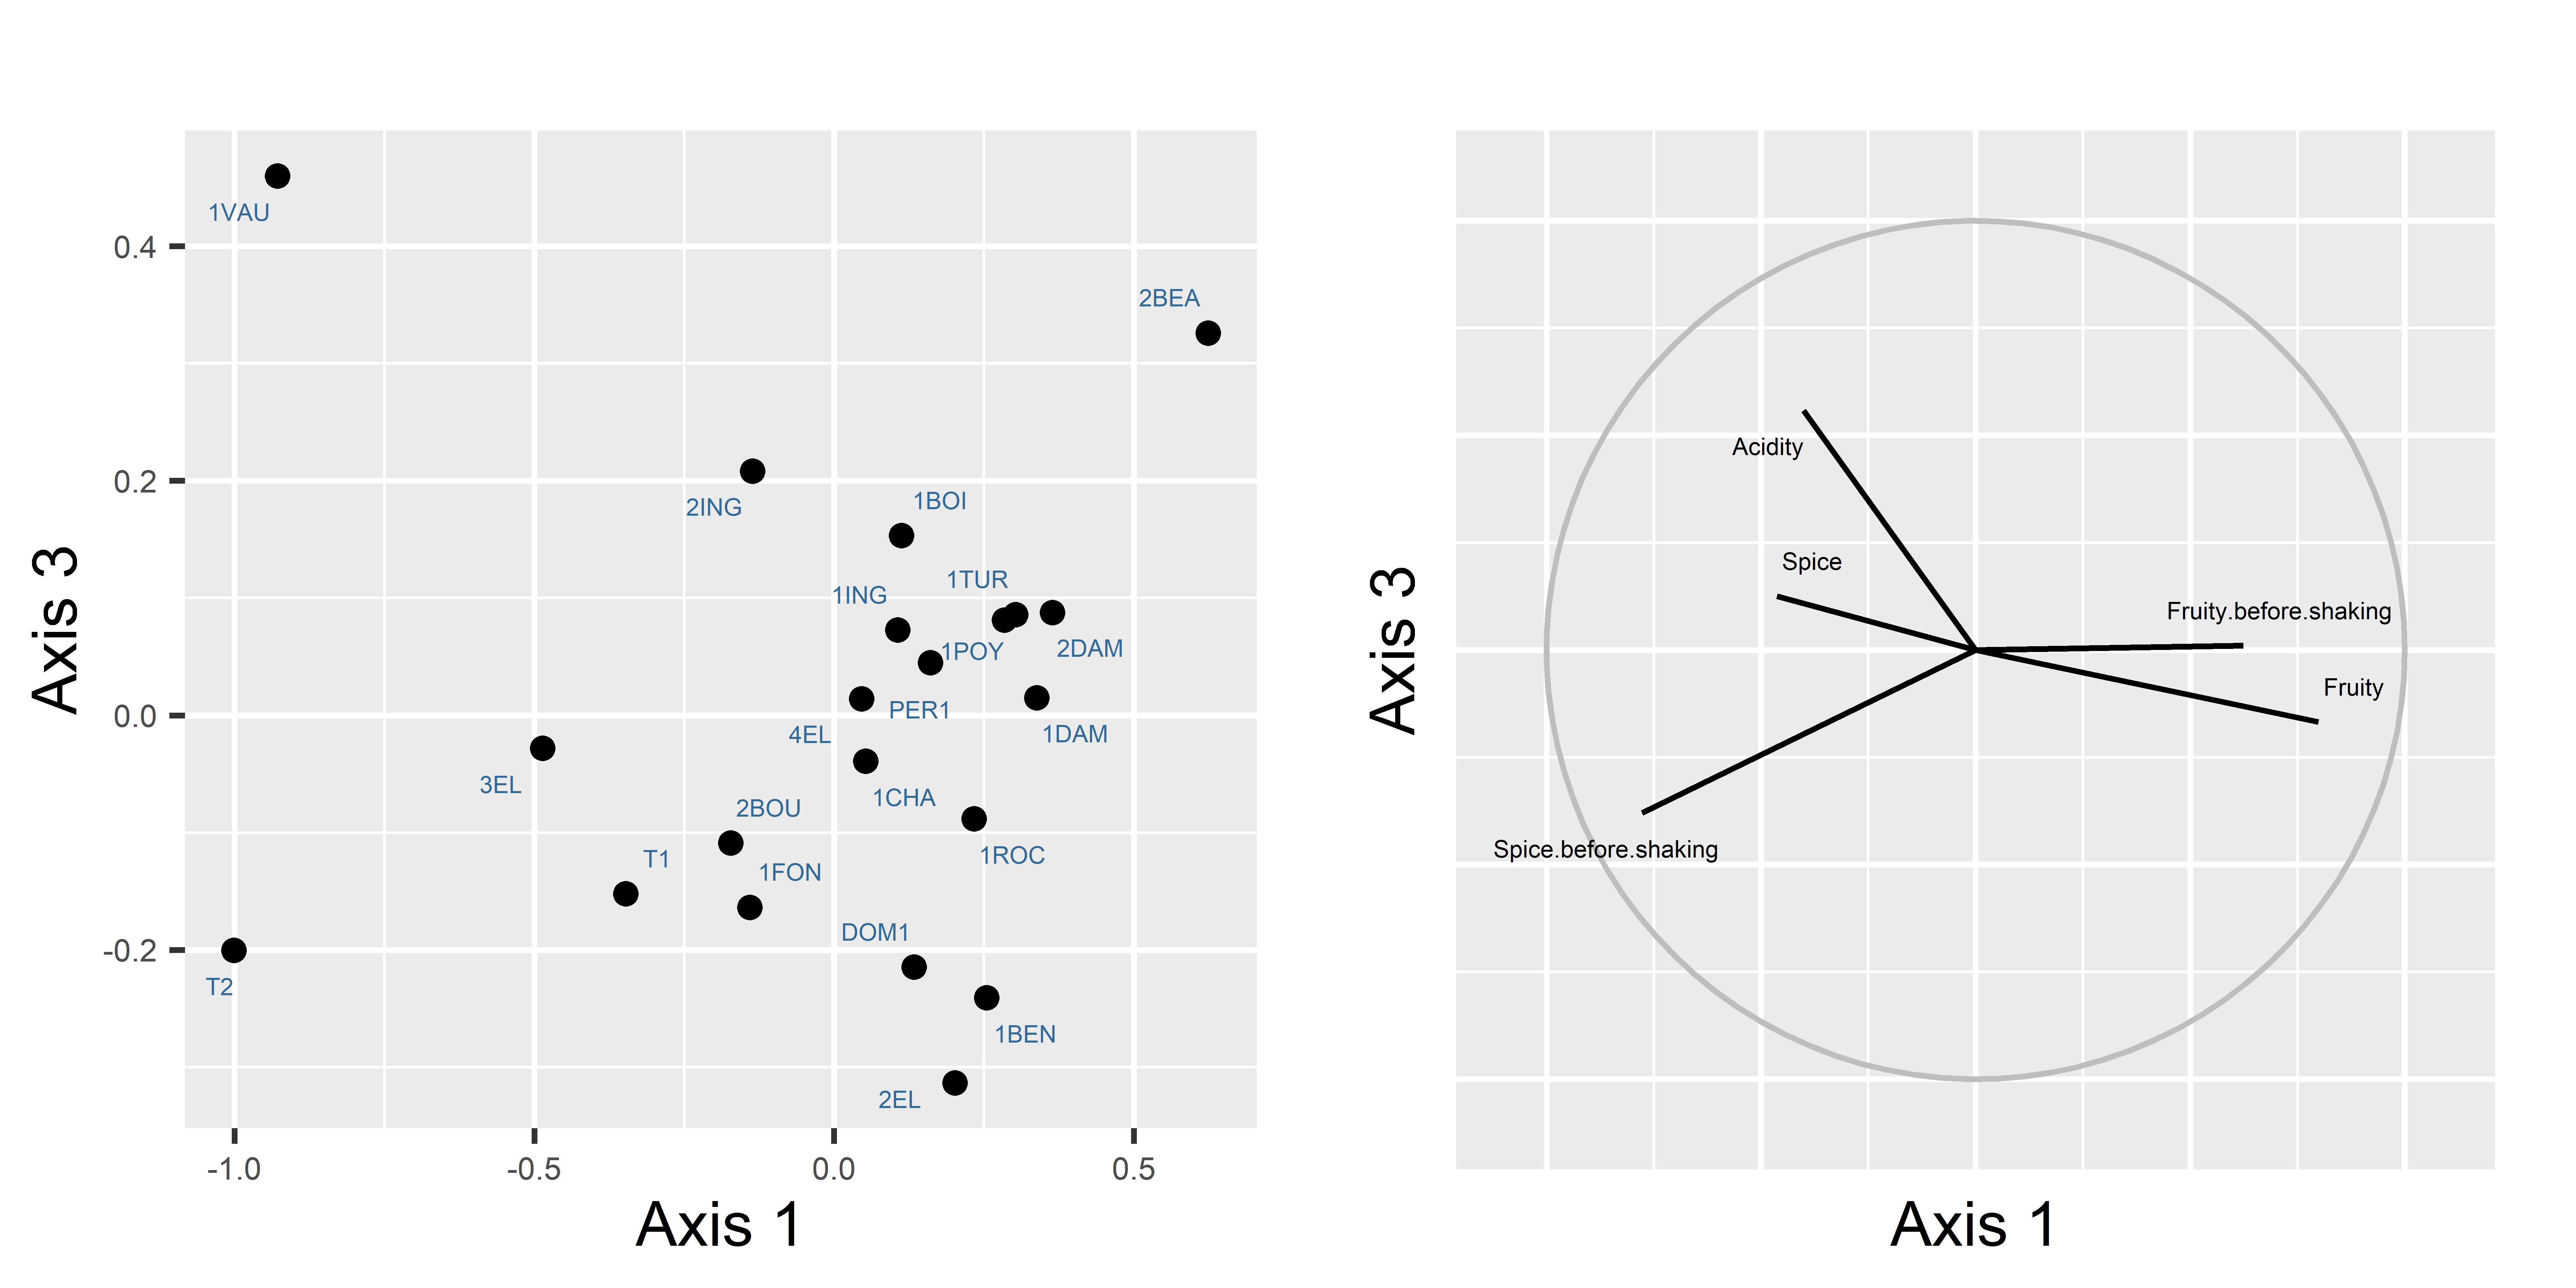 1VAU
0.4
2BEA
0.2
2ING
1BOI
1TUR
1ING
1POY
2DAM
Axis 3
0.0
PER1
4EL
1DAM
3EL
1CHA
2BOU
1ROC
T1
1FON
DOM1
-0.2
T2
1BEN
2EL
-1.0
-0.5
0.0
0.5
Axis 1
Acidity
Spice
Fruity.before.shaking
Axis 3
Fruity
Spice.before.shaking
Axis 1